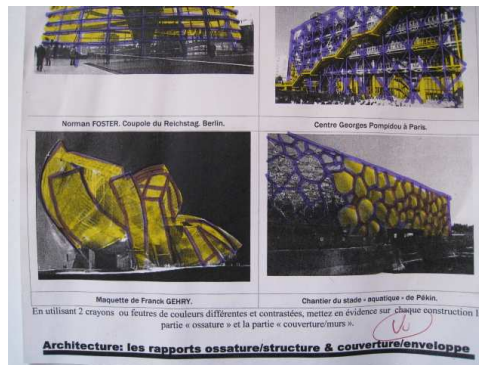 Norman FOSTER. Coupole du Reichstag. Berlin.
Centre Georges Pompidou à Paris.
Maquette de Franck GEHRY.
Chantier du stade « aquatique » de Pékin.
En utilisant 2 crayons ou feutres de couleurs différentes et contrastées, mettez en évidence sur chaque construction l
partie « ossature » et la partie « couverture/murs ».
Architecture: les rapports ossature/structure & couverture/enveloppe